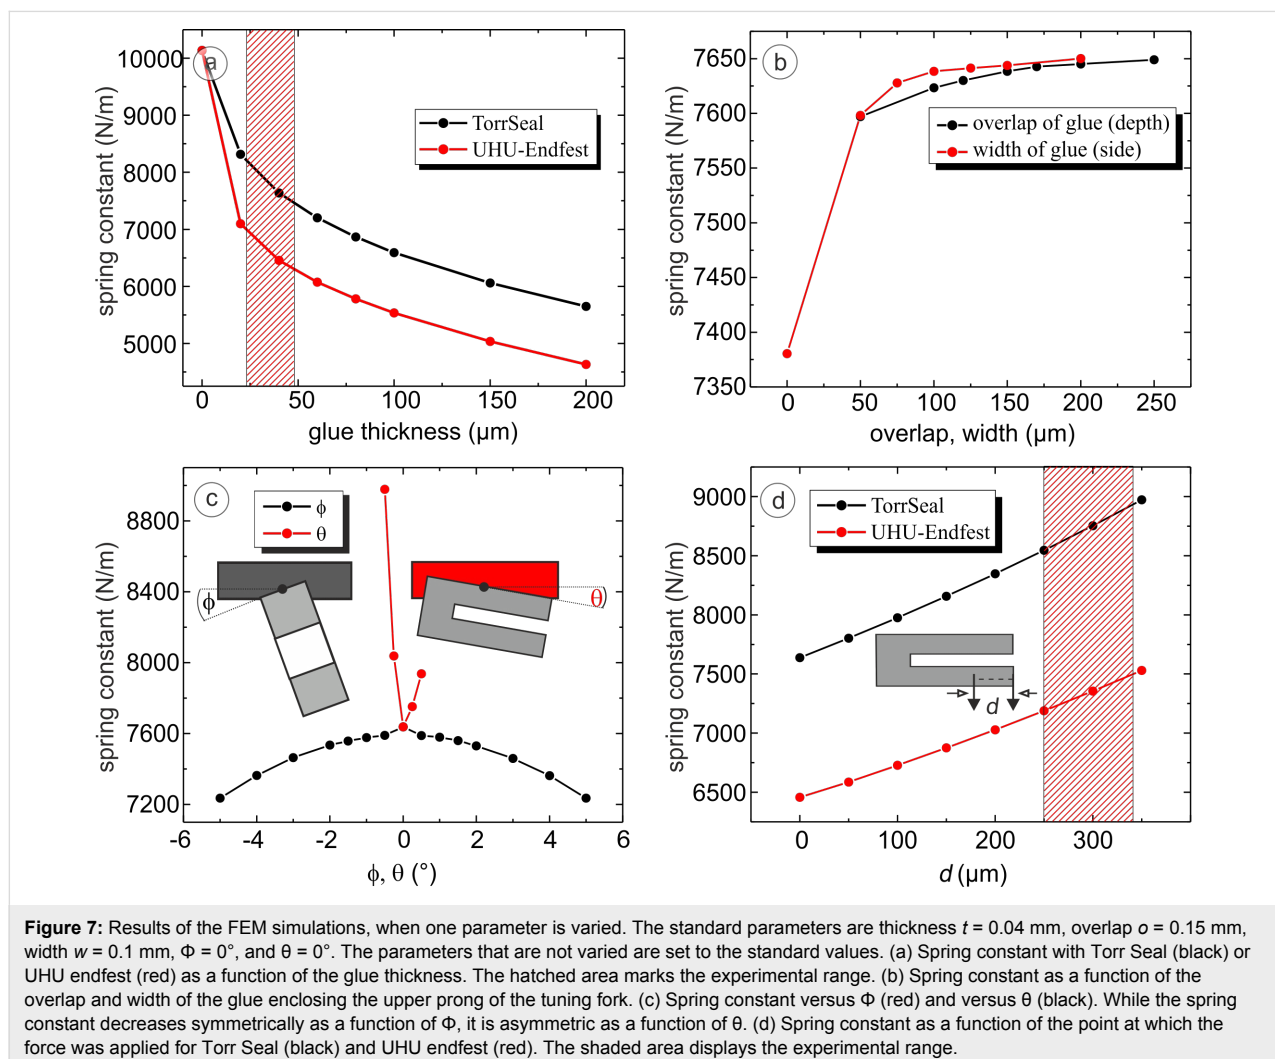 a
10000
9000
8000
7000
6000
5000
spring constant (N/m)
TorrSeal
UHU-Endfest
0 50 100 150 200
glue thickness (µm)
b
7650
7600
7550
7500
7450
7400
7350
spring constant (N/m)
overlap of glue (depth)
width of glue (side)
0 50 100 150 200 250
overlap, width (µm)
c
8800
8400
8000
7600
7200
spring constant (N/m)
ϕ
θ
ϕ
θ
-6 -4 -2 0 2 4 6
ϕ, θ (°)
d
9000
8500
8000
7500
7000
6500
spring constant (N/m)
TorrSeal
UHU-Endfest
d
0 100 200 300
d (µm)
Figure 7: Results of the FEM simulations, when one parameter is varied. The standard parameters are thickness t = 0.04 mm, overlap o = 0.15 mm,
width w = 0.1 mm, Φ = 0°, and θ = 0°. The parameters that are not varied are set to the standard values. (a) Spring constant with Torr Seal (black) or
UHU endfest (red) as a function of the glue thickness. The hatched area marks the experimental range. (b) Spring constant as a function of the
overlap and width of the glue enclosing the upper prong of the tuning fork. (c) Spring constant versus Φ (red) and versus θ (black). While the spring
constant decreases symmetrically as a function of Φ, it is asymmetric as a function of θ. (d) Spring constant as a function of the point at which the
force was applied for Torr Seal (black) and UHU endfest (red). The shaded area displays the experimental range.